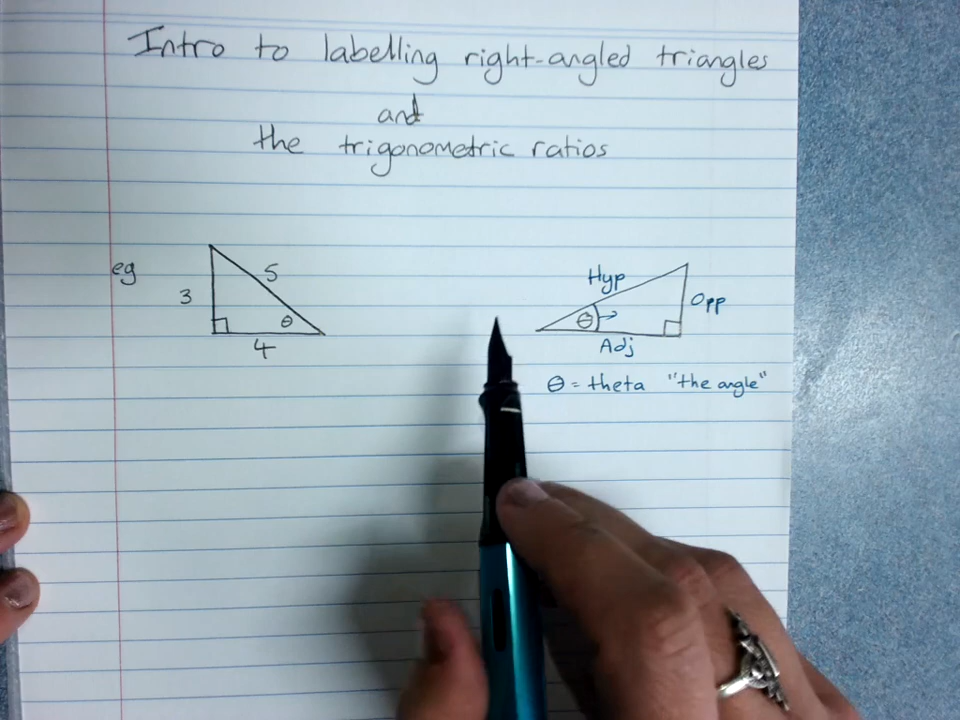 Intro to labelling right-angled triangles
and
the trigonometric ratios
eg
3
5
θ
4
Hyp
Opp
θ
Adj
θ = theta "the angle"